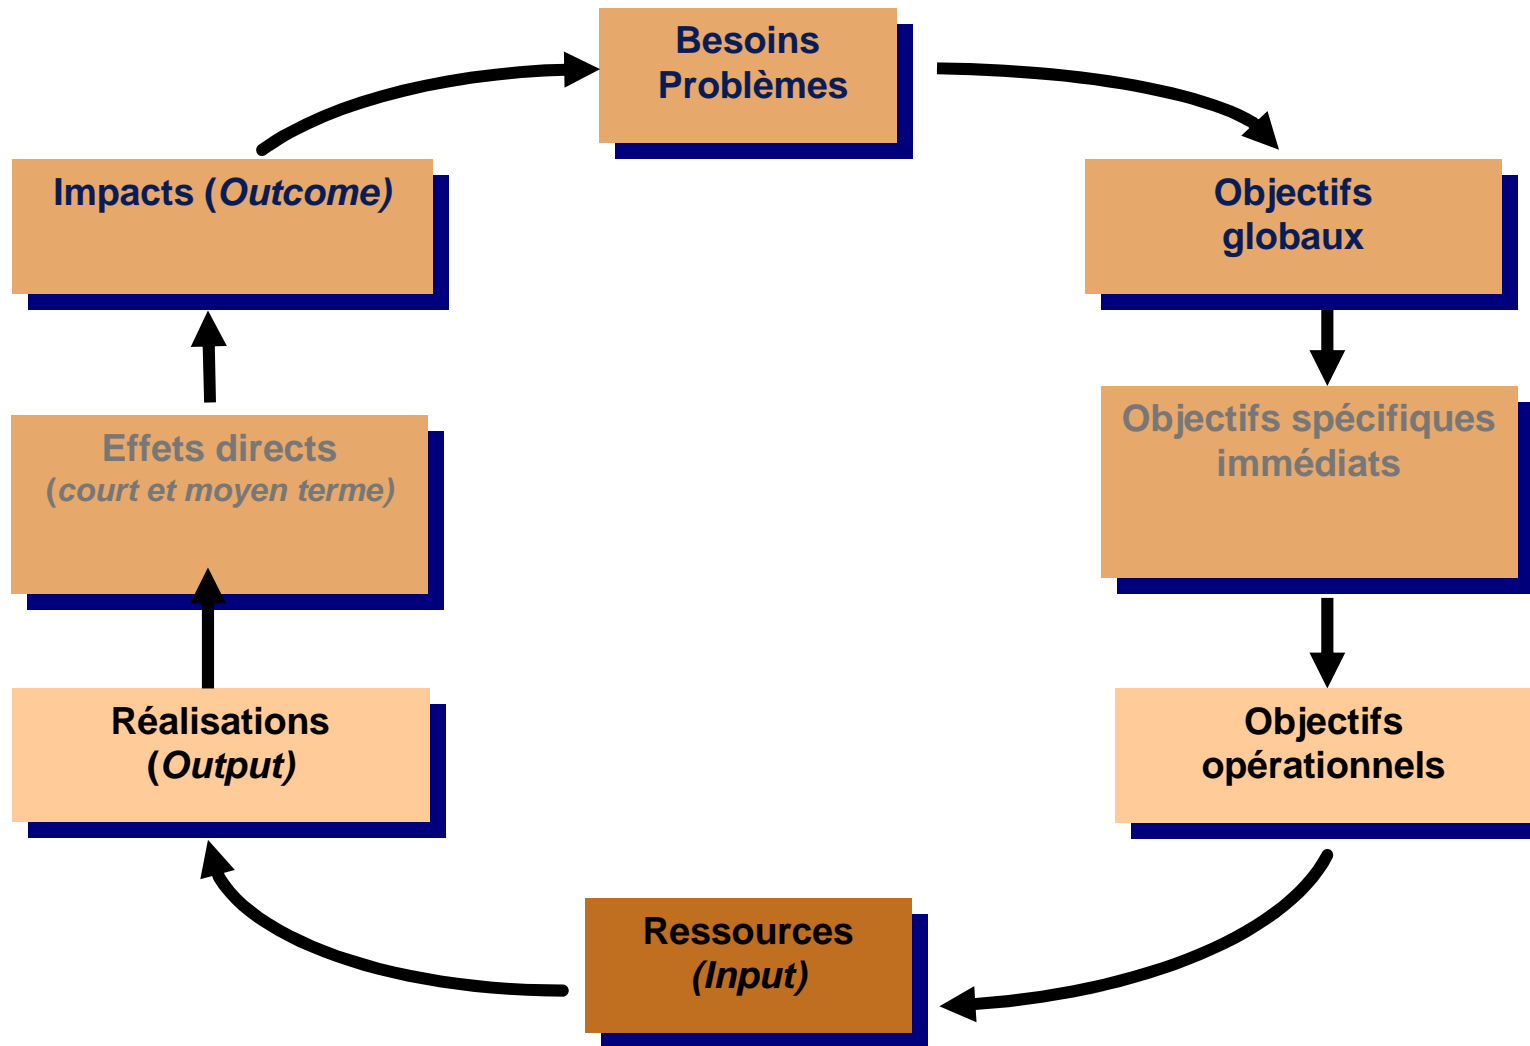 Besoins
Problèmes
Impacts (Outcome)
Objectifs
globaux
Effets directs
(court et moyen terme)
Objectifs spécifiques
immédiats
Réalisations
(Output)
Objectifs
opérationnels
Ressources
(Input)